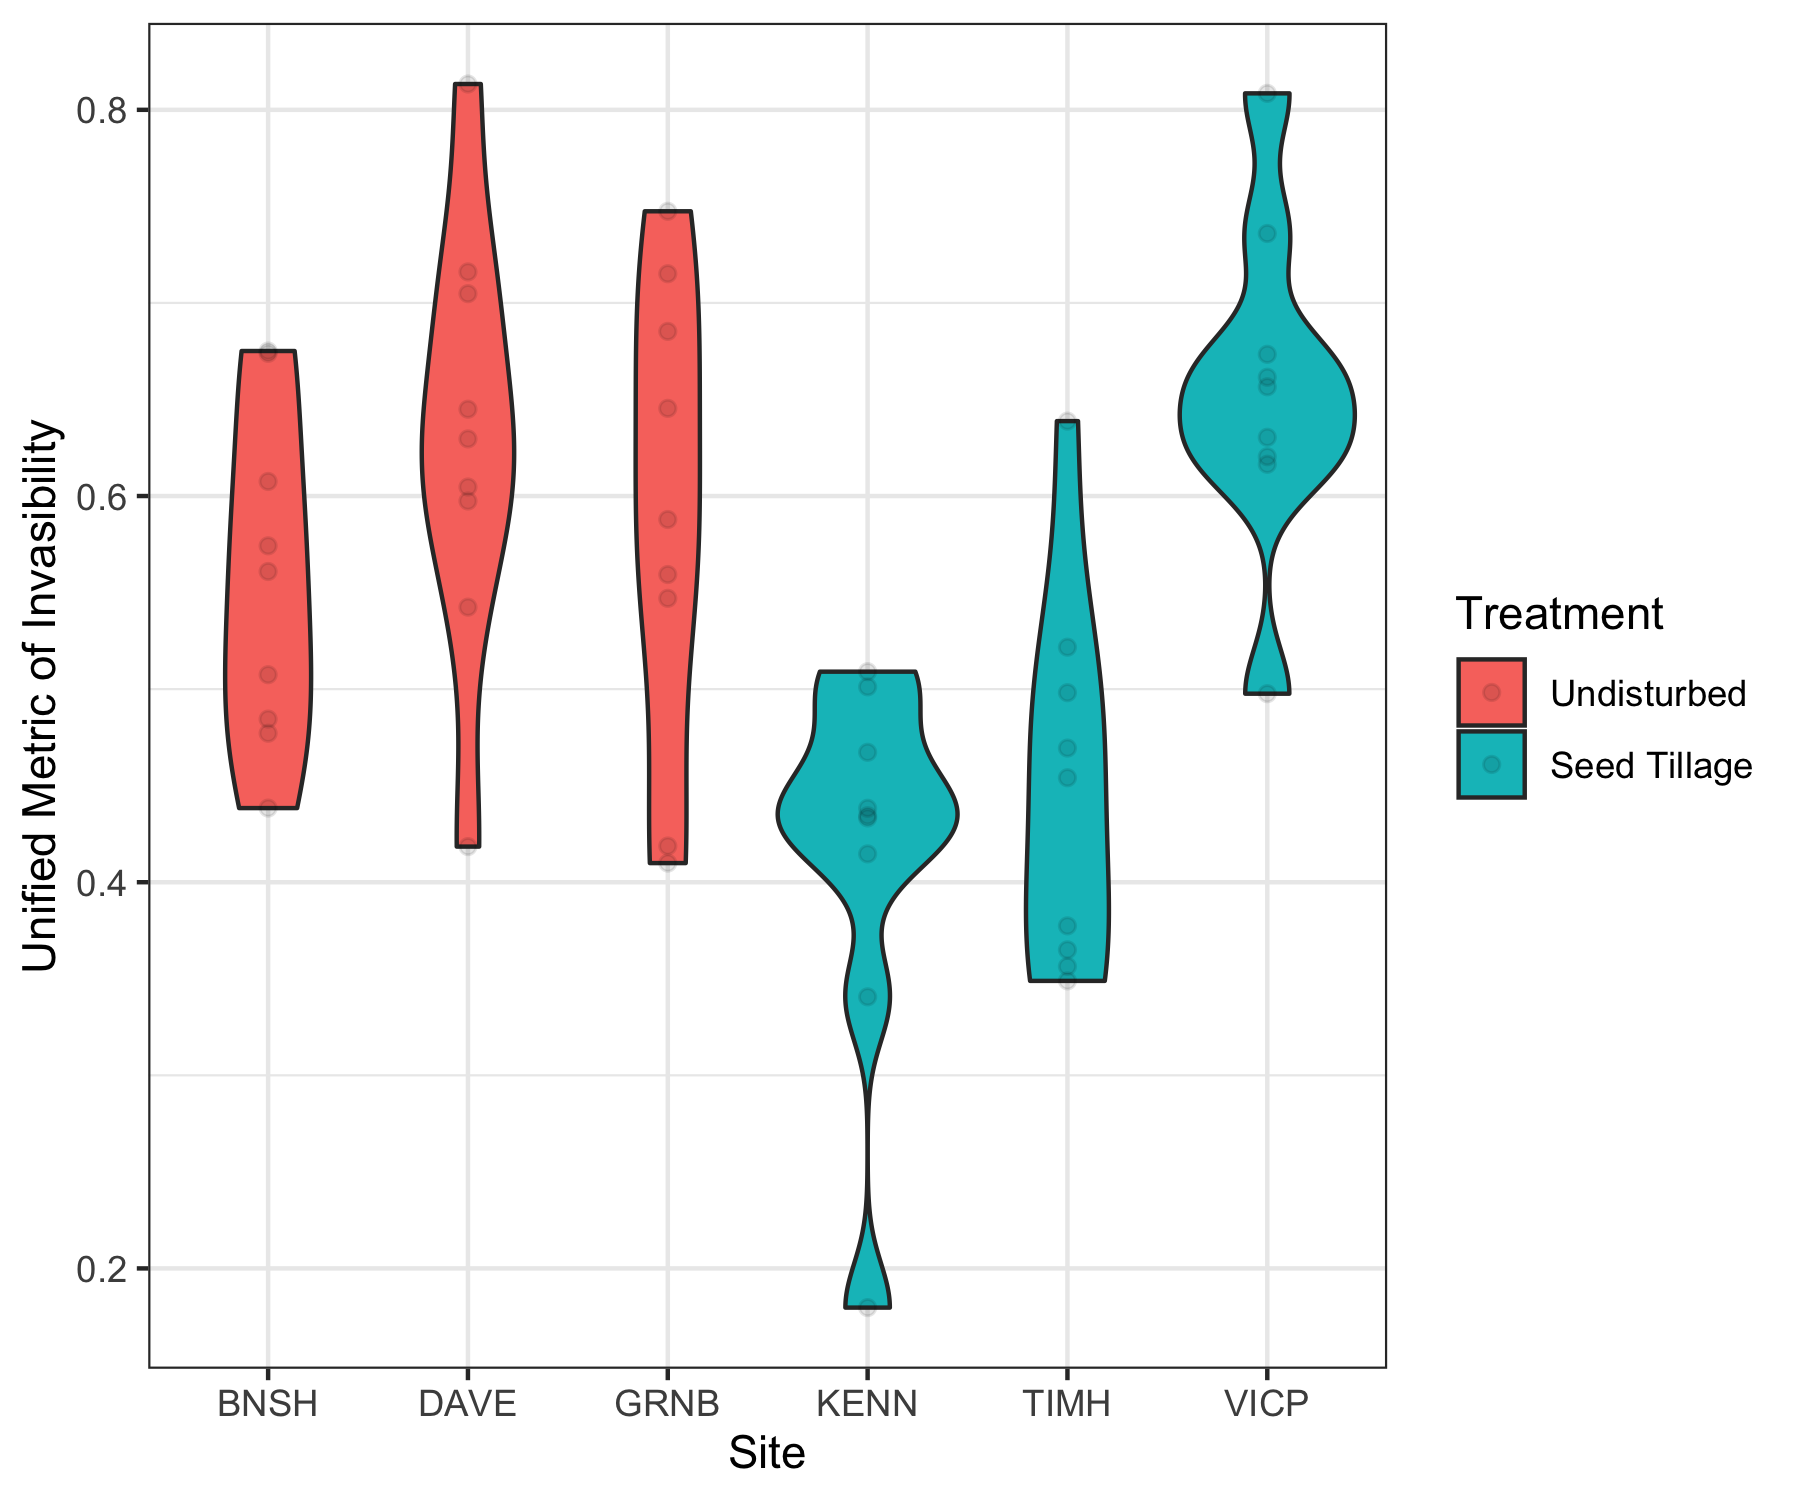 Unified Metric of Invasibility
0.8
0.6
0.4
0.2
BNSH DAVE GRNB KENN TIMH VICP
Site
Treatment
Undisturbed
Seed Tillage